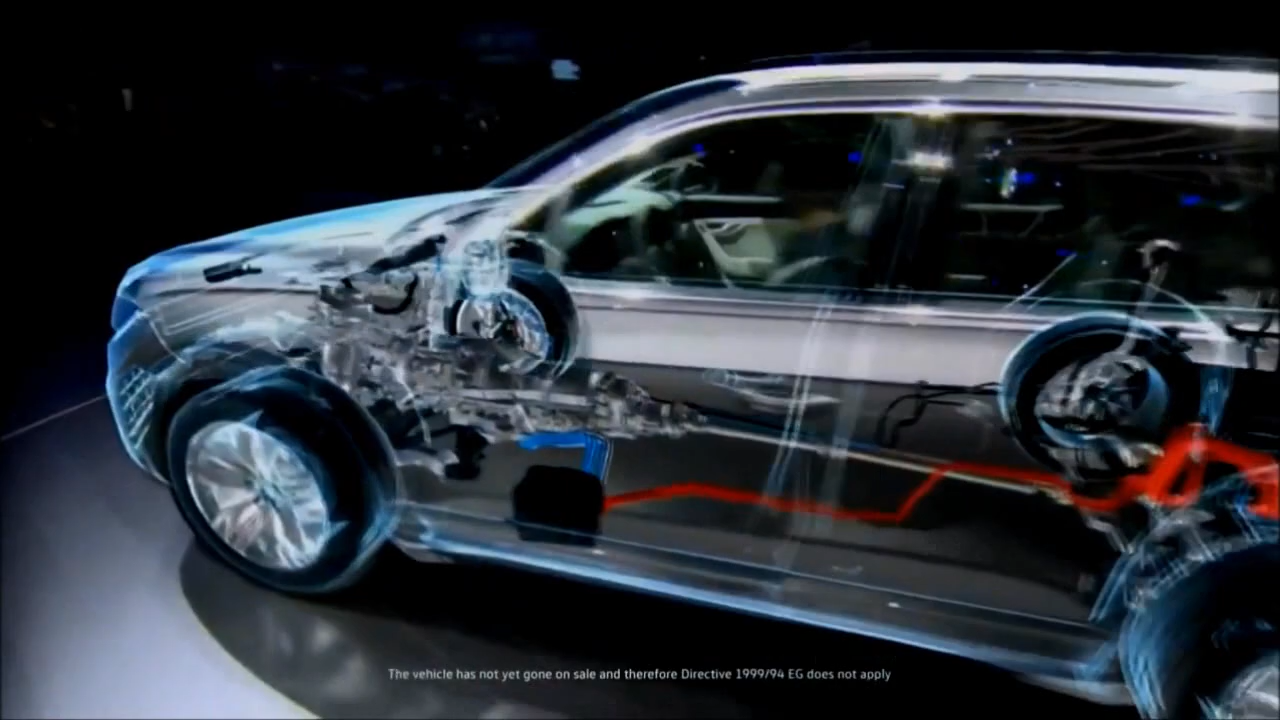 The vehicle has not yet gone on sale and therefore Directive 1999/94 EG does not apply